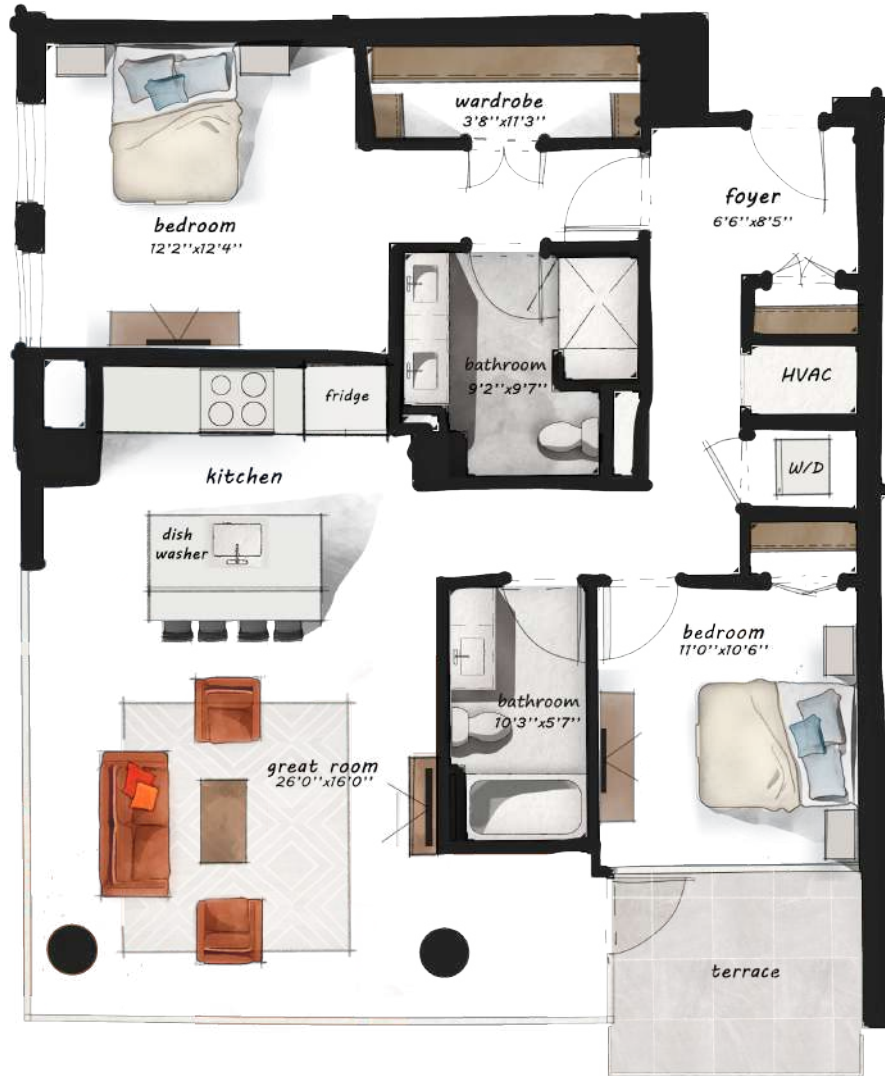 wardrobe
3'8''x11'3''
foyer
6'6''x8'5''
bedroom
12'2''x12'4''
bathroom
9'2''x9'7''
HVAC
fridge
kitchen
W/D
dish
washer
bedroom
11'0''x10'6''
bathroom
10'3''x5'7''
great room
26'0''x16'0''
terrace